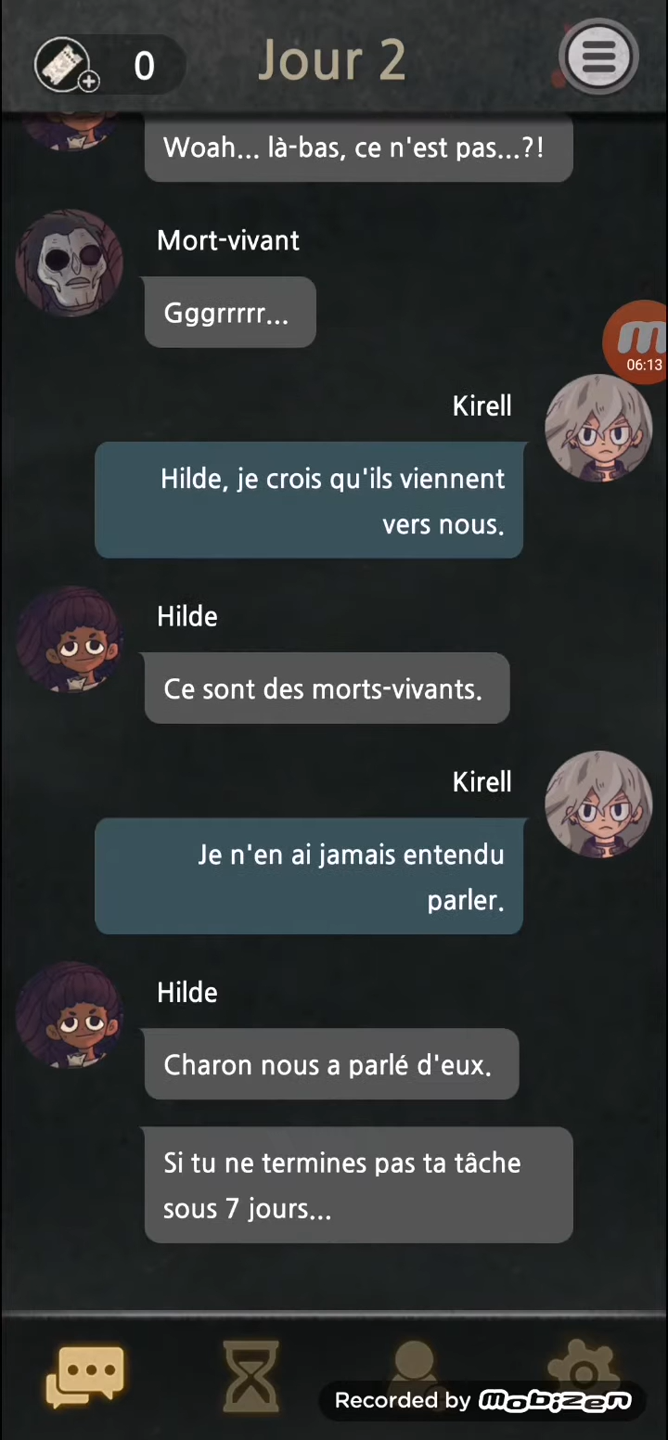 0
Jour 2
Woah... là-bas, ce n'est pas...?!
Mort-vivant
Gggrrrrr...
06:13
Kirell
Hilde, je crois qu'ils viennent
vers nous.
Hilde
Ce sont des morts-vivants.
Kirell
Je n'en ai jamais entendu
parler.
Hilde
Charon nous a parlé d'eux.
Si tu ne termines pas ta tâche
sous 7 jours...
Recorded by mobizen